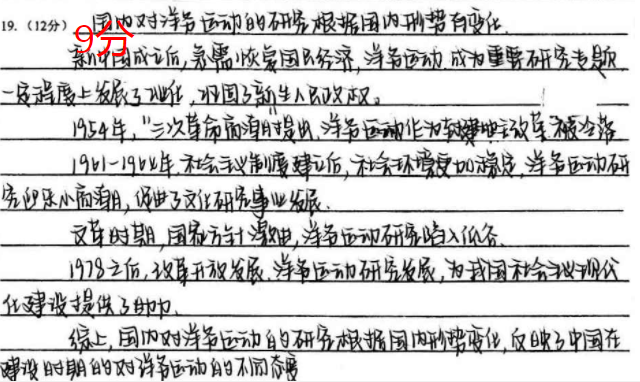 19. (12分) 国内对洋务运动的研究根据国内形势有变化.
9分
新中国成立后,急需恢复国民经济,洋务运动成为重要研究专题
一定程度上发展了工业化,巩固了新生人民政权。
1954年,"三次革命高潮"提出,洋务运动作为封建地主改革被冷落
1961-1966年,社会主义制度建立后,社会环境更加稳定,洋务运动研
究迎来小高潮,促进了文化研究事业发展.
文革时期,国家方针激进,洋务运动研究陷入低谷.
1978之后,改革开放发展,洋务运动研究发展,为我国社会主义现代
化建设提供了助力.
综上,国内对洋务运动的研究根据国内形势变化,反映了中国在
建设时期的对洋务运动的不同态度